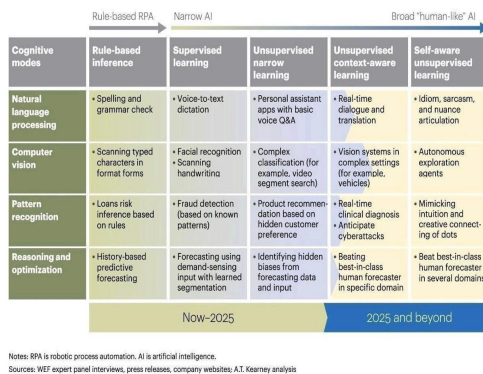 Rule-based RPA
Narrow AI
Broad "human-like" AI
Cognitive
modes
Rule-based
inference
Supervised
learning
Unsupervised
narrow
learning
Unsupervised
context-aware
learning
Self-aware
unsupervised
learning
Natural
language
processing
• Spelling and
grammar check
• Voice-to-text
dictation
• Personal assistant
apps with basic
voice Q&A
• Real-time
dialogue and
translation
• Idiom, sarcasm,
and nuance
articulation
Computer
vision
• Scanning typed
characters in
format forms
• Facial recognition
• Scanning
handwriting
• Complex
classification (for
example, video
segment search)
• Vision systems in
complex settings
(for example,
vehicles)
• Autonomous
exploration
agents
Pattern
recognition
• Loans risk
inference based
on rules
• Fraud detection
(based on known
patterns)
• Product recommen-
dation based on
hidden customer
preference
• Real-time
clinical diagnosis
• Anticipate
cyberattacks
• Mimicking
intuition and
creative connecting
of dots
Reasoning and
optimization
• History-based
predictive
forecasting
• Forecasting using
demand-sensing
input with learned
segmentation
• Identifying hidden
biases from
forecasting data
and input
• Beating
best-in-class
human forecaster
in specific domain
• Beat best-in-class
human forecaster
in several domains
Now–2025
2025 and beyond
Notes: RPA is robotic process automation. AI is artificial intelligence.
Sources: WEF expert panel interviews, press releases, company websites; A.T. Kearney analysis